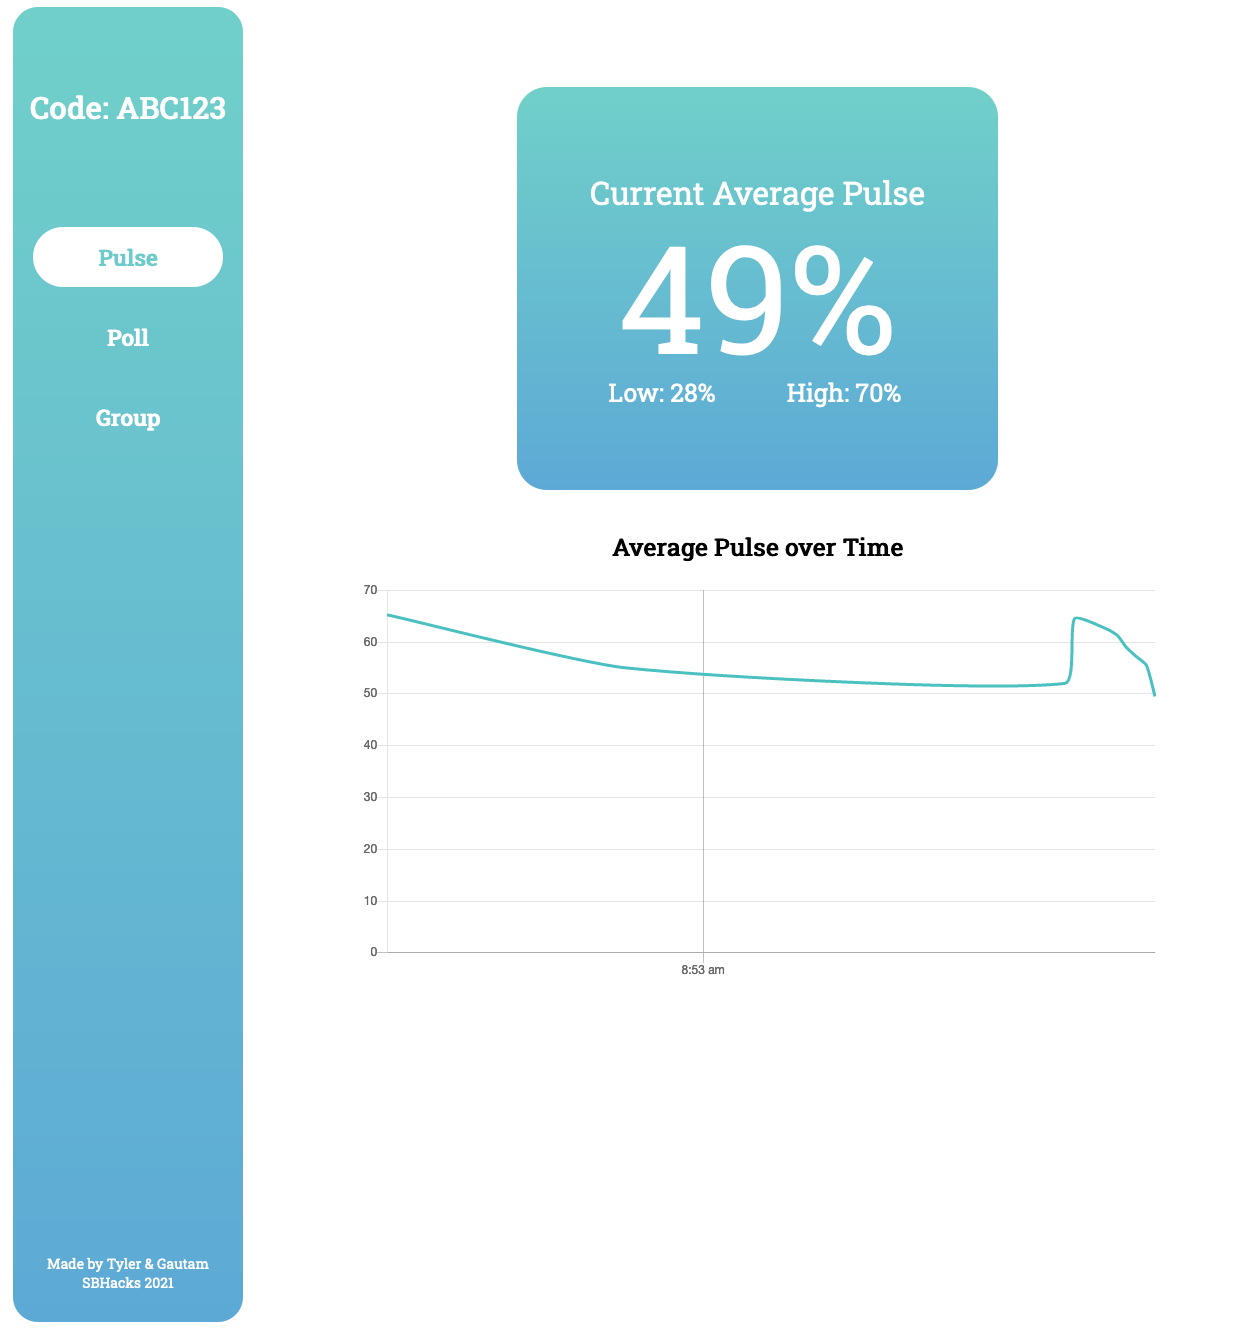 Code: ABC123
Pulse
Poll
Group
Made by Tyler & Gautam
SBHacks 2021
Current Average Pulse
49%
Low: 28% High: 70%
Average Pulse over Time
70
60
50
40
30
20
10
0
8:53 am